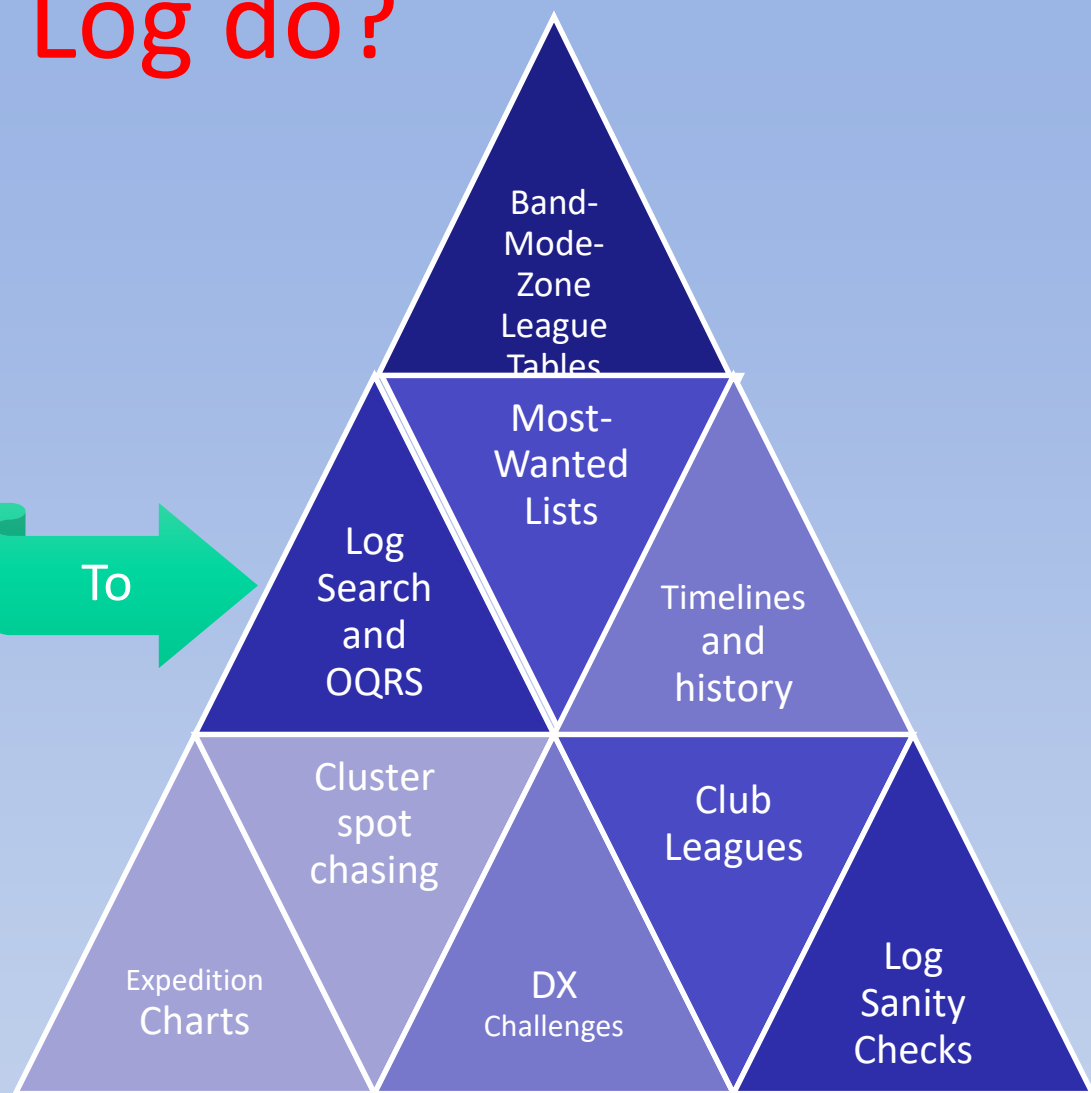 Log do?
Band-
Mode-
Zone
League
Tables
Most-
Wanted
Lists
To
Log
Search
and
OQRS
Timelines
and
history
Cluster
spot
chasing
Club
Leagues
Expedition
Charts
DX
Challenges
Log
Sanity
Checks